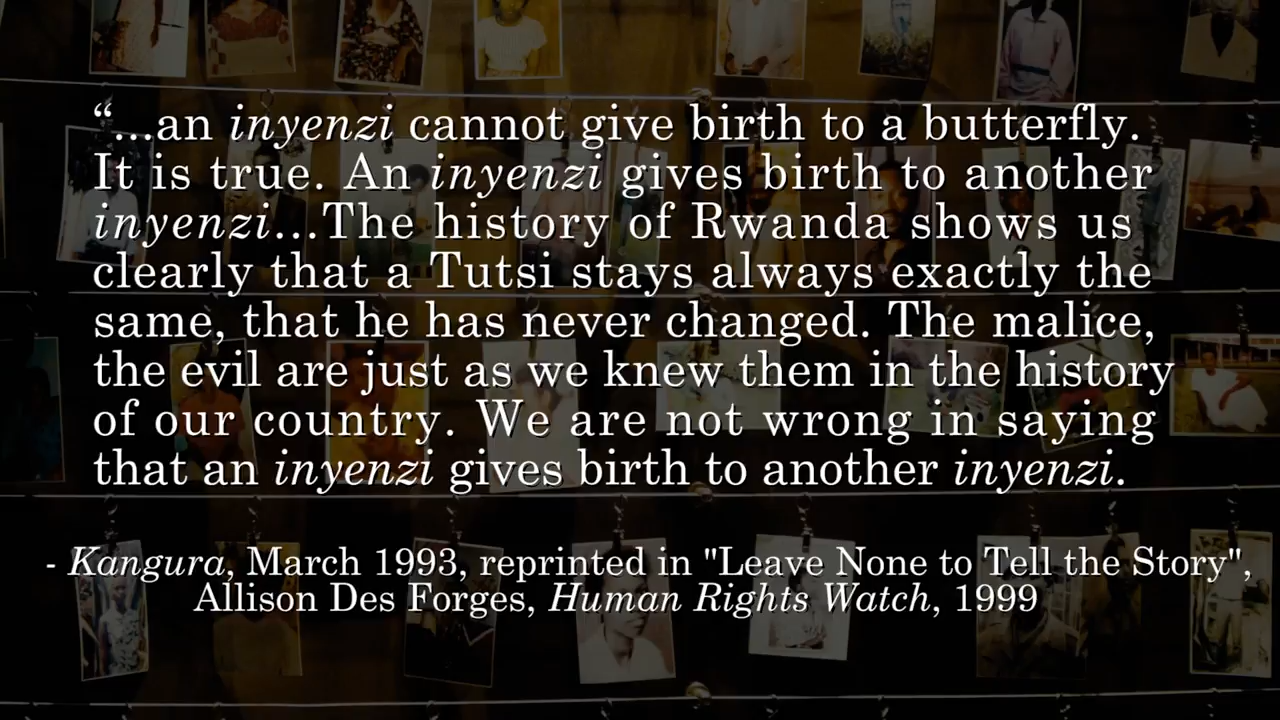 “...an inyenzi cannot give birth to a butterfly.
It is true. An inyenzi gives birth to another
inyenzi...The history of Rwanda shows us
clearly that a Tutsi stays always exactly the
same, that he has never changed. The malice,
the evil are just as we knew them in the history
of our country. We are not wrong in saying
that an inyenzi gives birth to another inyenzi.
- Kangura, March 1993, reprinted in "Leave None to Tell the Story",
Allison Des Forges, Human Rights Watch, 1999